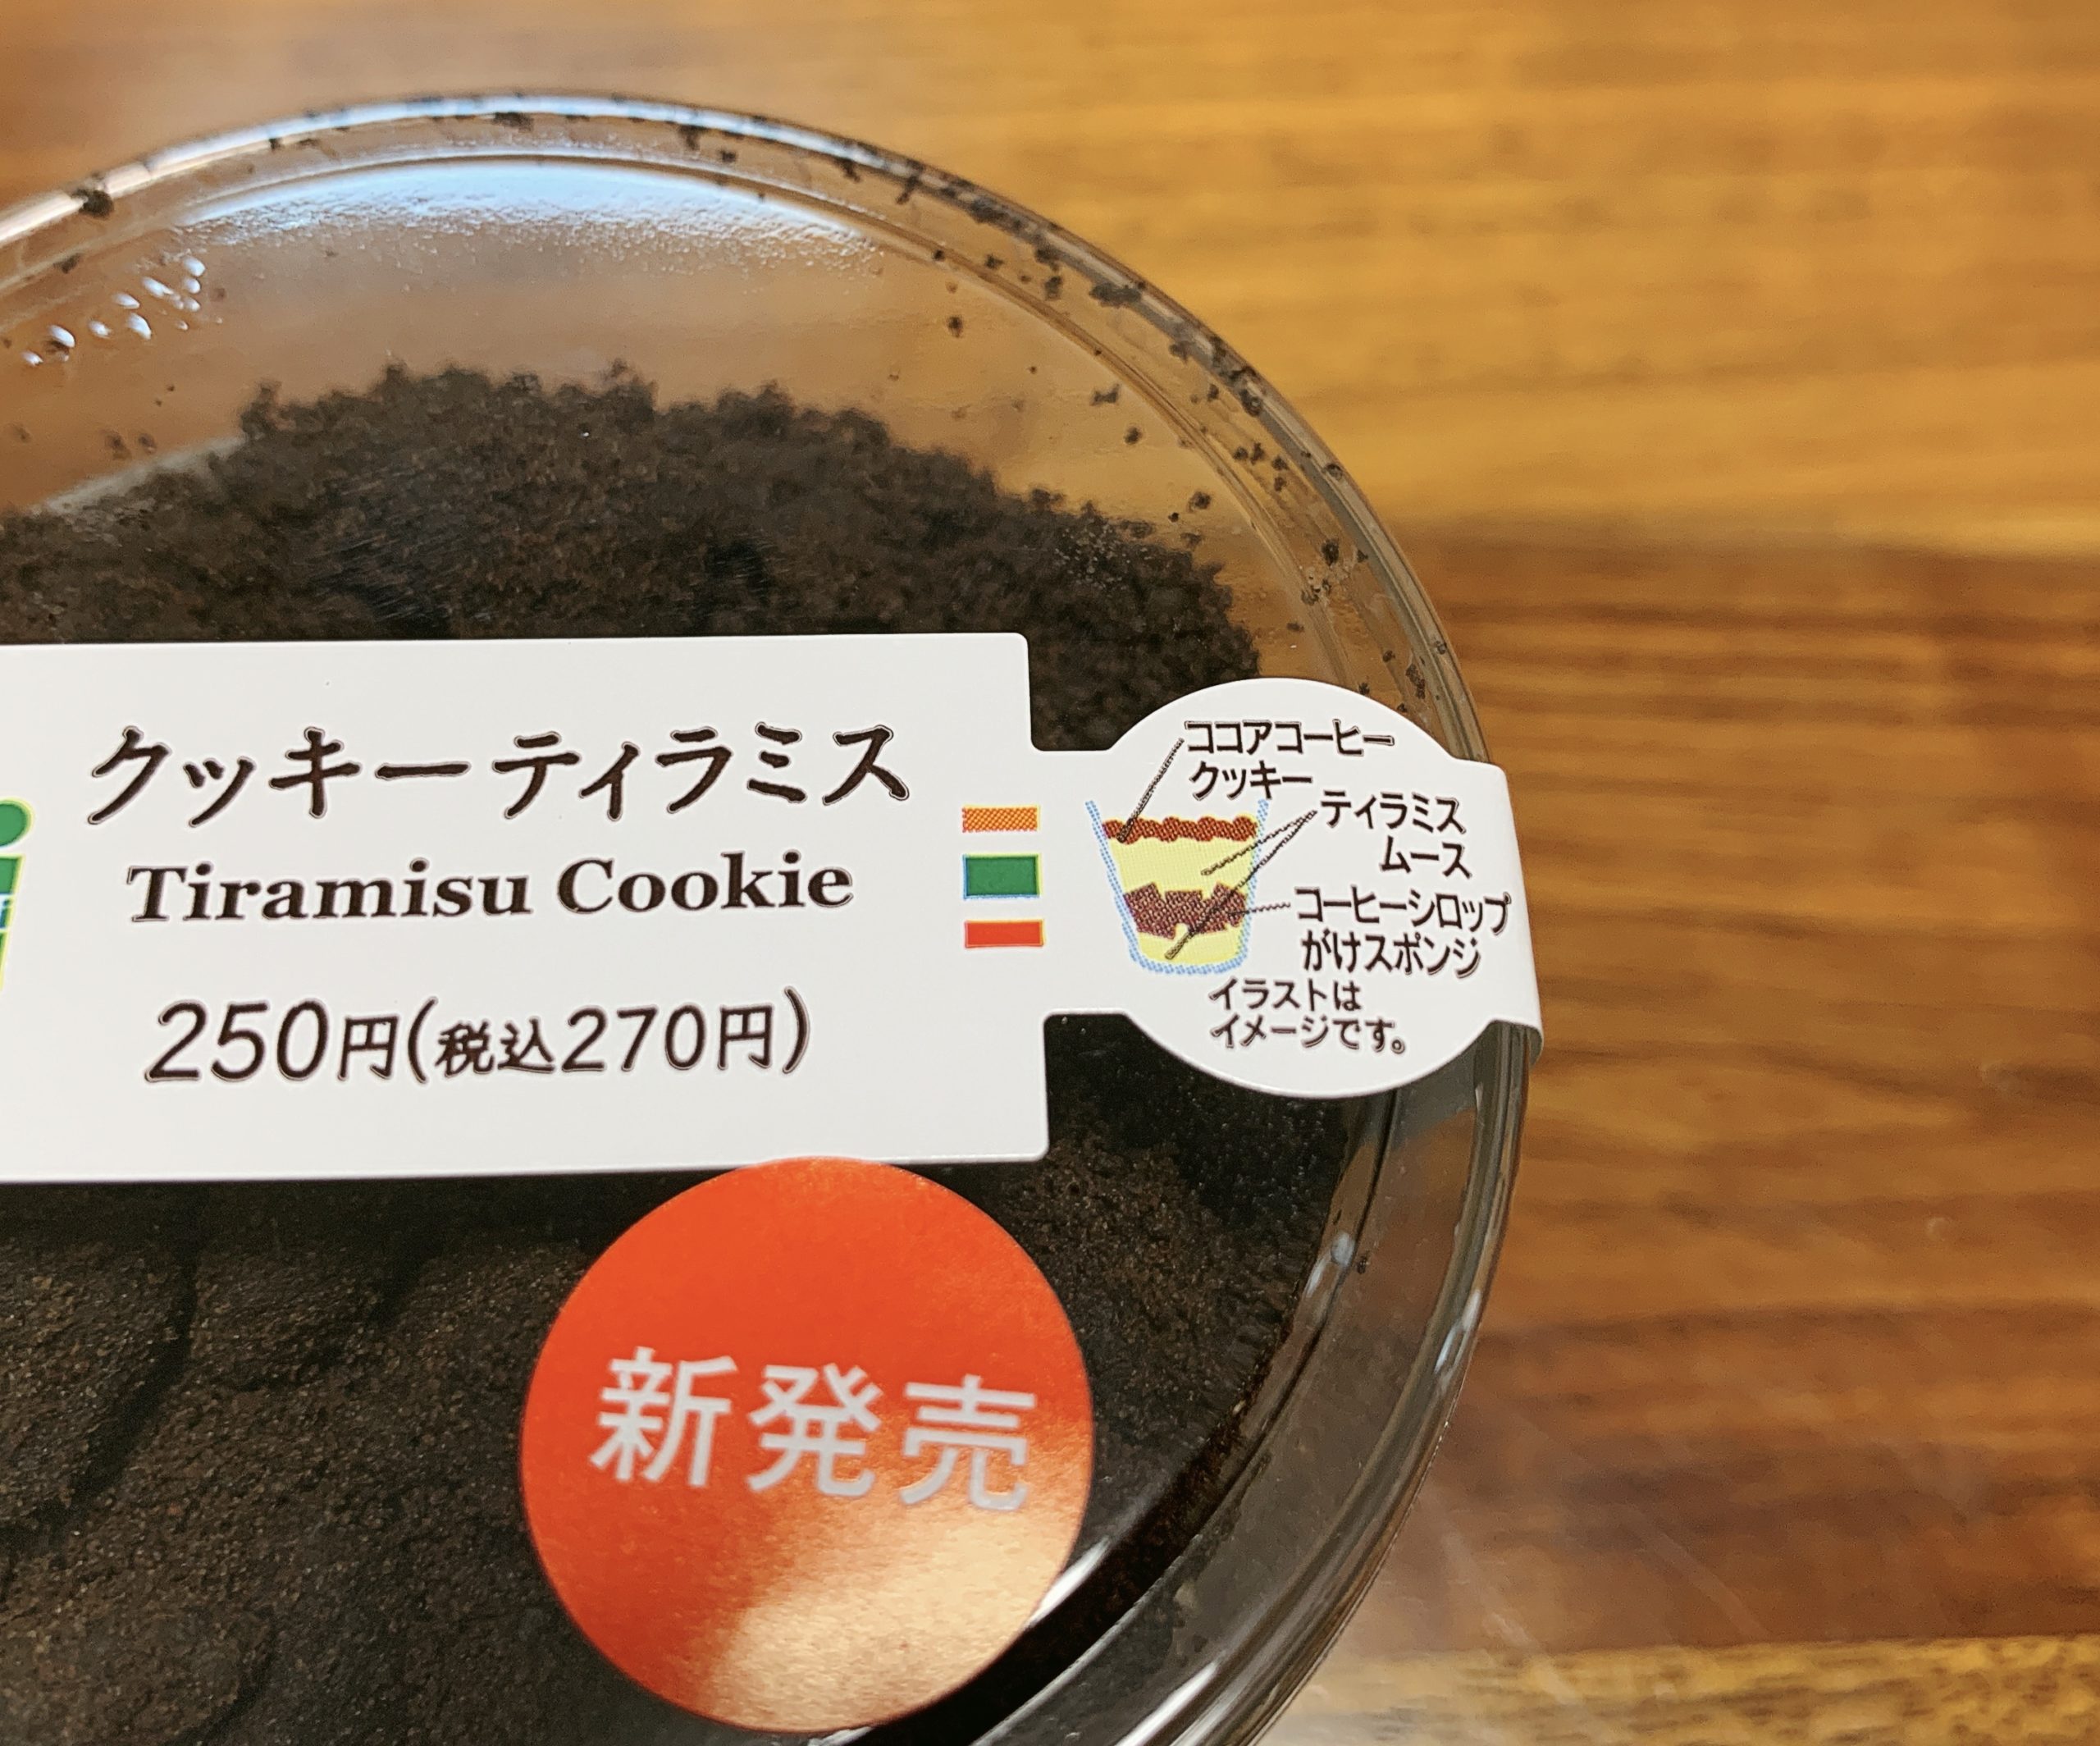 クッキーティラミス
Tiramisu Cookie
250円(税込270円)
ココアコーヒー
クッキー
ティラミス
ムース
コーヒーシロップ
がけスポンジ
イラストは
イメージです。
新発売